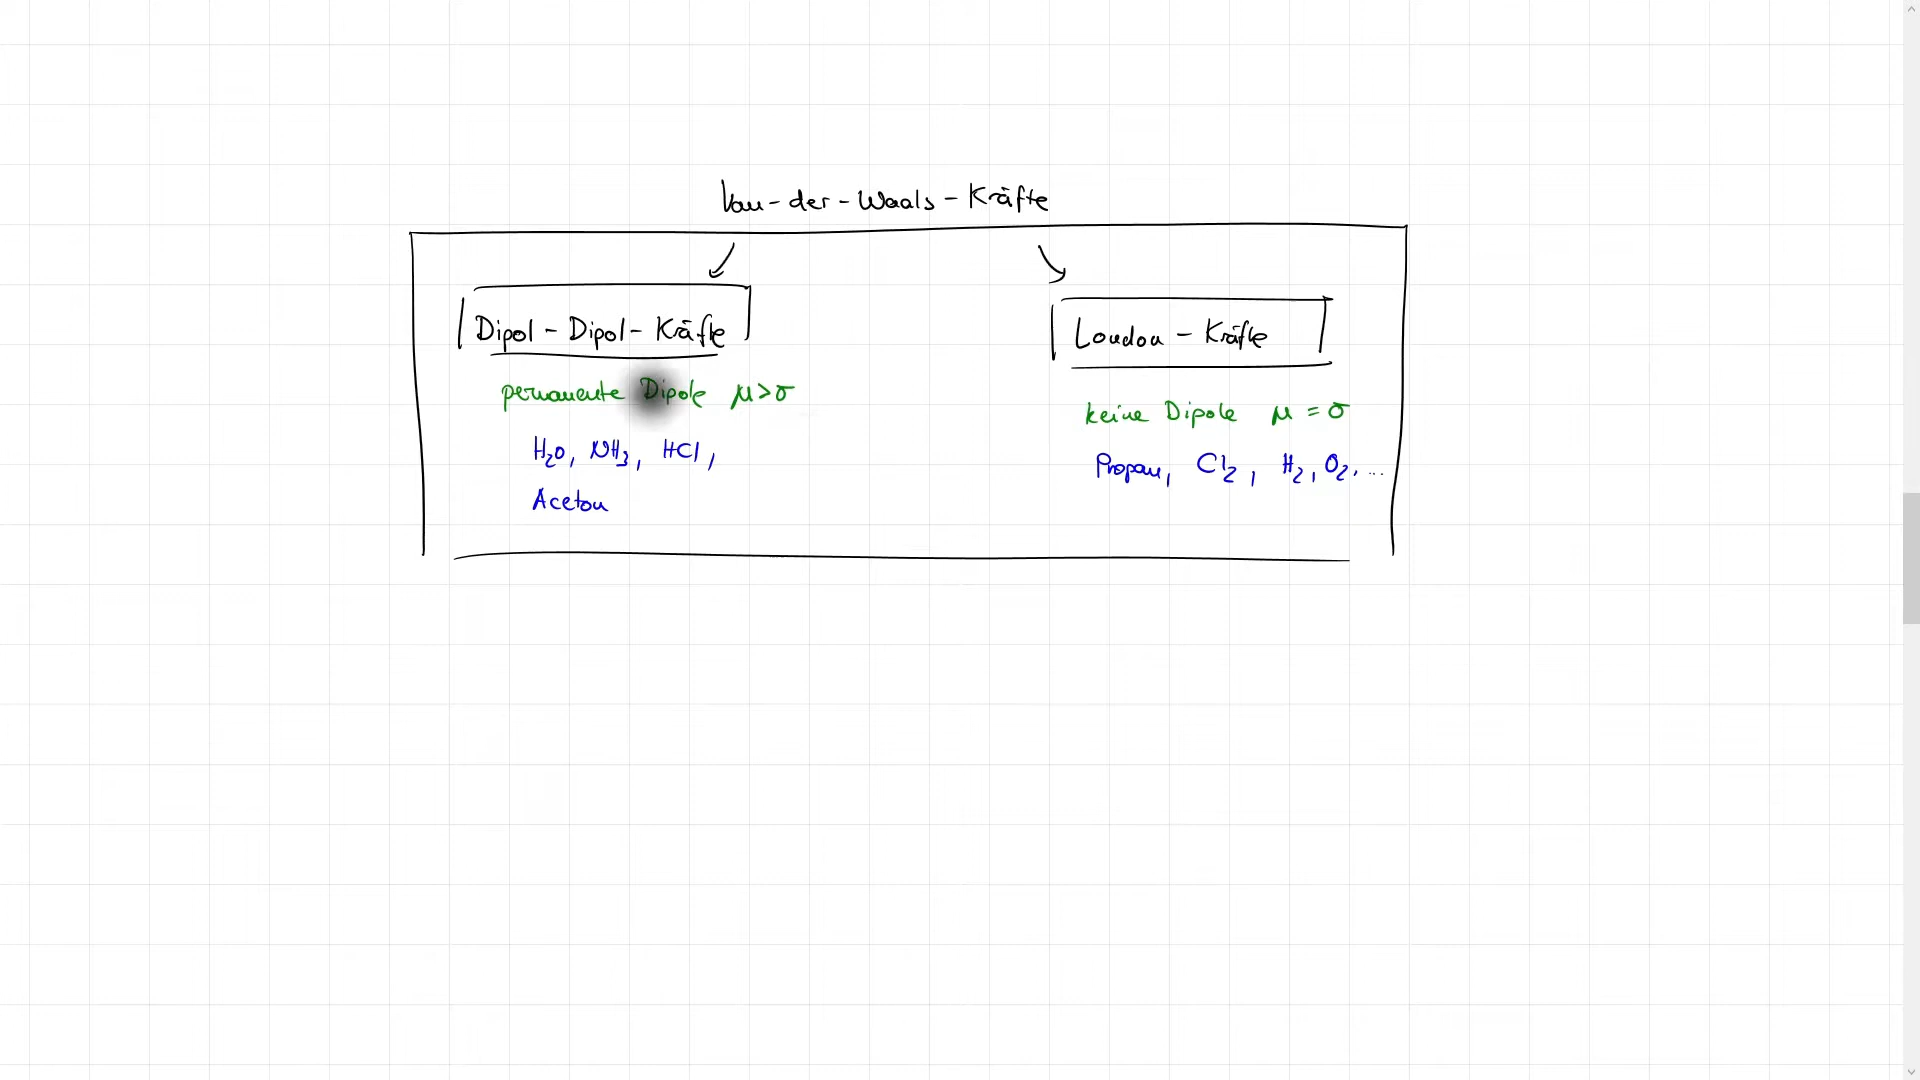 Van-der-Waals-Kräfte
Dipol-Dipol-Kräfte
permanente Dipole μ>0
H₂O, NH₃, HCl,
Aceton
London-Kräfte
keine Dipole μ = 0
Propan, Cl₂, H₂, O₂, ...